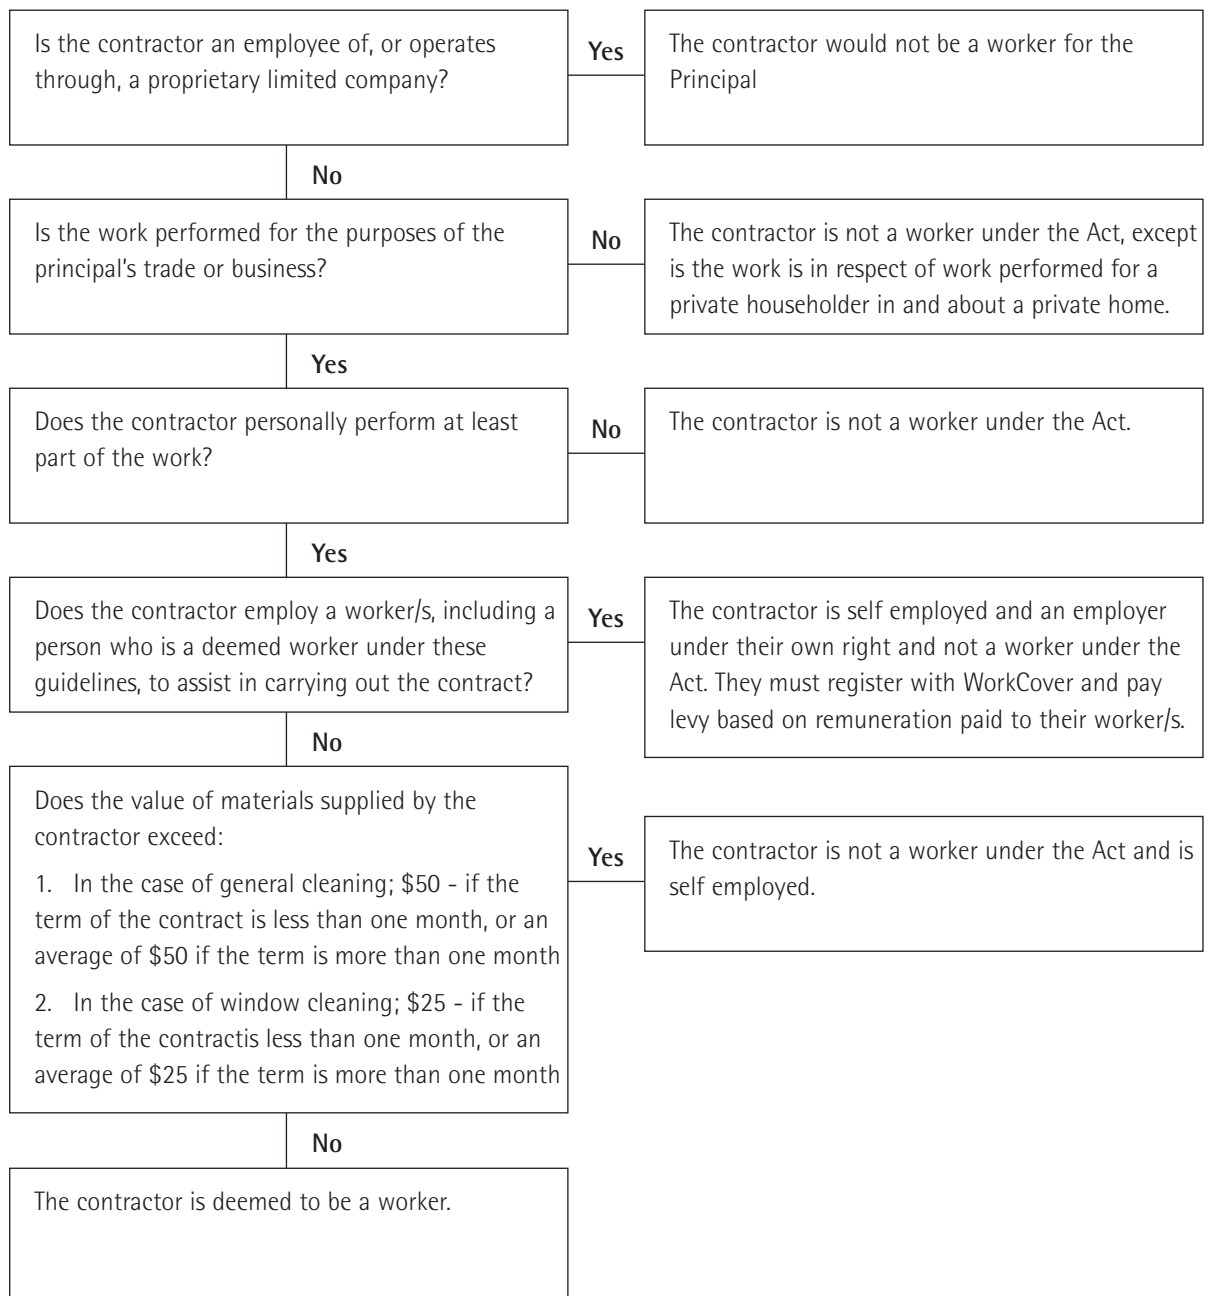 Is the contractor an employee of, or operates
through, a proprietary limited company?
Yes
The contractor would not be a worker for the
Principal
No
Is the work performed for the purposes of the
principal's trade or business?
No
The contractor is not a worker under the Act, except
is the work is in respect of work performed for a
private householder in and about a private home.
Yes
Does the contractor personally perform at least
part of the work?
No
The contractor is not a worker under the Act.
Yes
Does the contractor employ a worker/s, including a
person who is a deemed worker under these
guidelines, to assist in carrying out the contract?
Yes
The contractor is self employed and an employer
under their own right and not a worker under the
Act. They must register with WorkCover and pay
levy based on remuneration paid to their worker/s.
No
Does the value of materials supplied by the
contractor exceed:
1. In the case of general cleaning; $50 - if the
term of the contract is less than one month, or an
average of $50 if the term is more than one month
2. In the case of window cleaning; $25 - if the
term of the contractis less than one month, or an
average of $25 if the term is more than one month
Yes
The contractor is not a worker under the Act and is
self employed.
No
The contractor is deemed to be a worker.